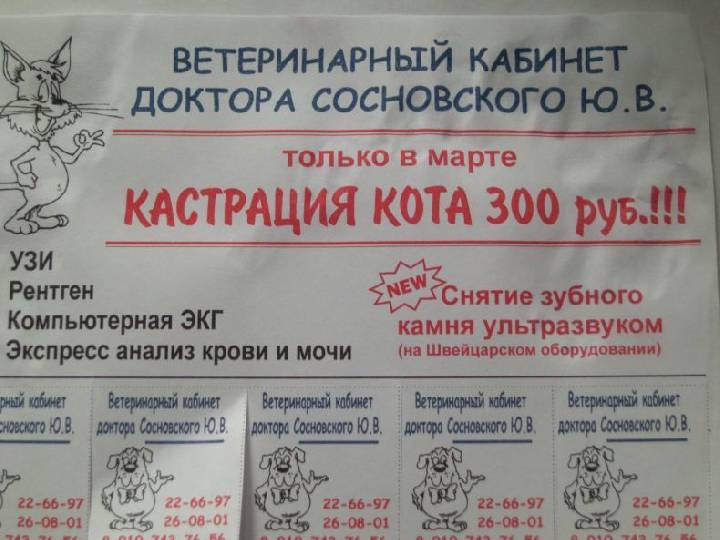 ВЕТЕРИНАРНЫЙ КАБИНЕТ
ДОКТОРА СОСНОВСКОГО Ю.В.
только в марте
КАСТРАЦИЯ КОТА 300 руб.!!!
УЗИ
Рентген
Компьютерная ЭКГ
Экспресс анализ крови и мочи
NEW Снятие зубного
камня ультразвуком
(на Швейцарском оборудовании)
кабинет
Ю.В.
22-66-97
26-08-01
Ветеринарный кабинет
доктора Сосновского Ю.В.
22-66-97
26-08-01
Ветеринарный кабинет
доктора Сосновского Ю.В.
22-66-97
26-08-01
Ветеринарный кабинет
доктора Сосновского Ю.В.
22-66-97
26-08-01
Ветеринарный кабинет
доктора Сосновского Ю.В.
22-66-97
26-08-01